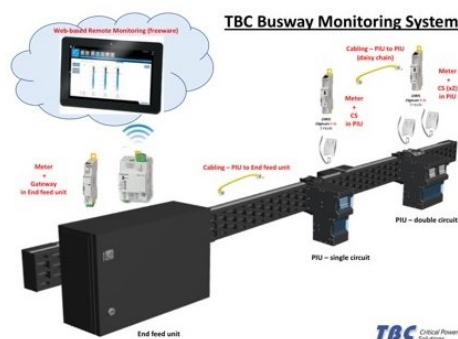 TBC Busway Monitoring System
Web-based Remote Monitoring (freeware)
Cabling – PIU to PIU
(daisy chain)
Meter
+
CS (x2)
in PIU
Meter
+
CS
in PIU
Meter
+
Gateway
in End feed unit
Cabling – PIU to End feed unit
PIU – double circuit
PIU – single circuit
End feed unit
TBC Critical Power
Solutions